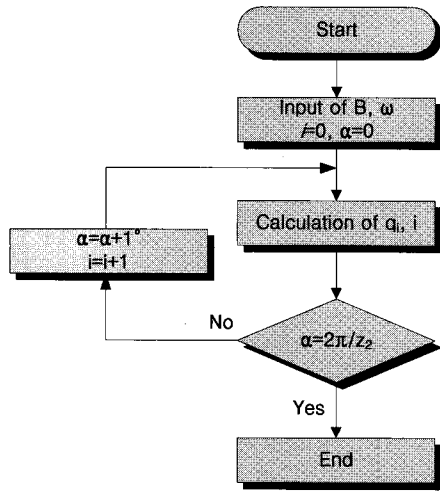 Start
Input of B, ω
i=0, α=0
Calculation of qᵢ, i
α=α+1°
i=i+1
No
α=2π/z₂
Yes
End